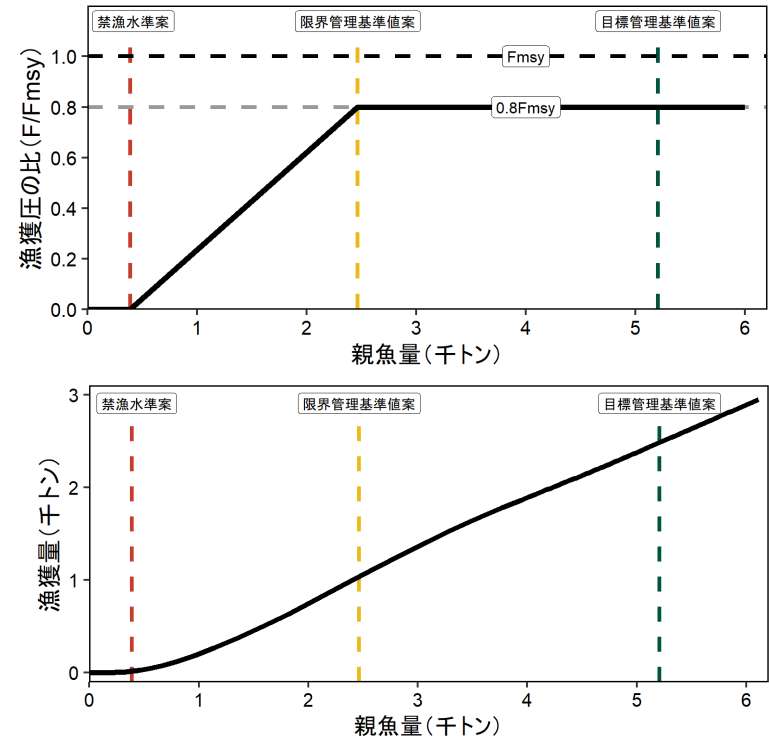 禁漁水準案 限界管理基準値案 目標管理基準値案
漁獲圧の比(F/Fmsy)
1.0
Fmsy
0.8
0.8Fmsy
0.6
0.4
0.2
0.0
0 1 2 3 4 5 6
親魚量(千トン)
禁漁水準案 限界管理基準値案 目標管理基準値案
漁獲量(千トン)
3
2
1
0
0 1 2 3 4 5 6
親魚量(千トン)